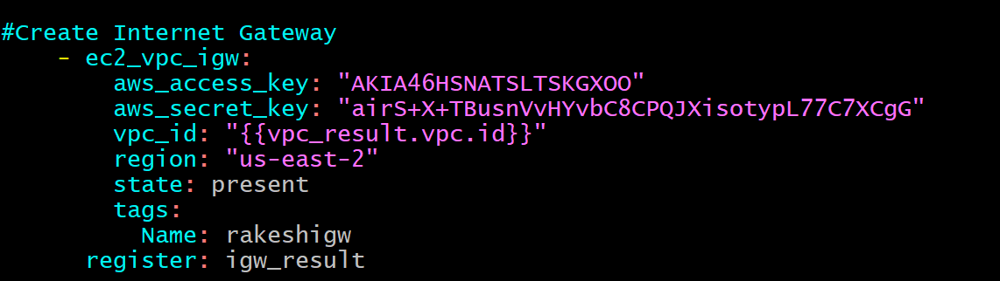 #Create Internet Gateway
- ec2_vpc_igw:
aws_access_key: "AKIA46HSNATSLTSKGXOO"
aws_secret_key: "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"
vpc_id: "{{vpc_result.vpc.id}}"
region: "us-east-2"
state: present
tags:
Name: rakeshigw
register: igw_result